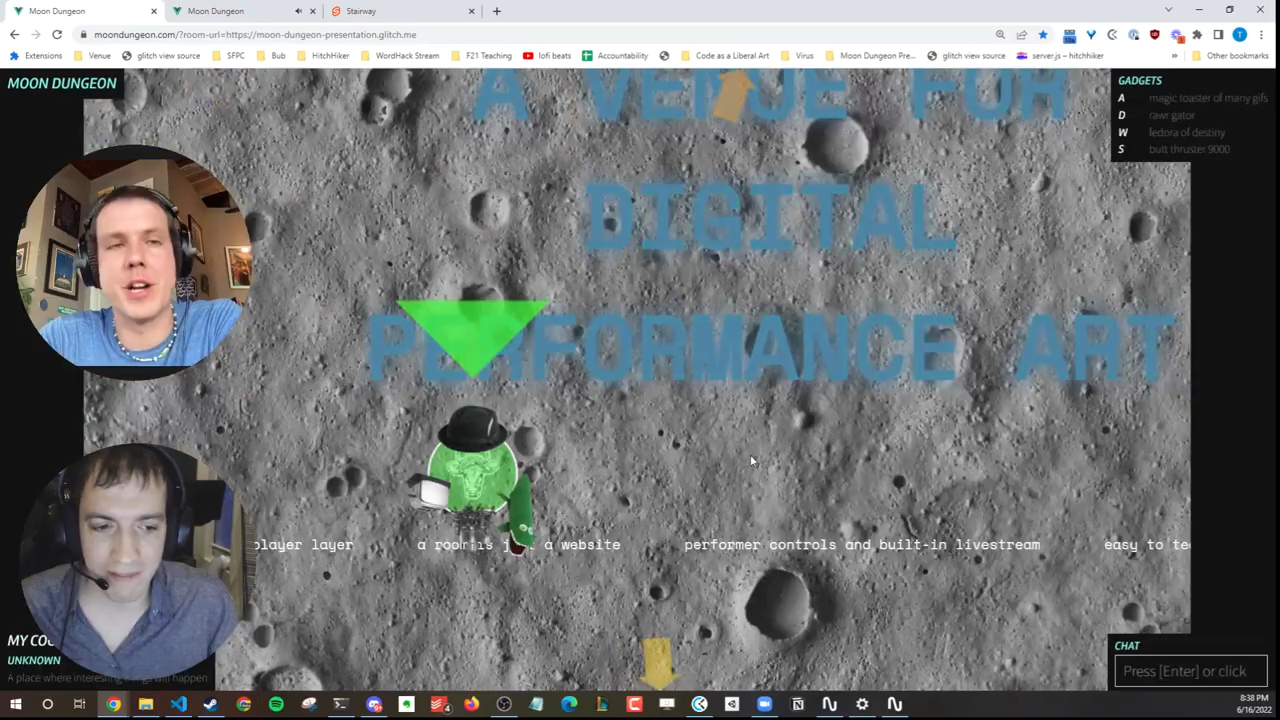 Moon Dungeon
Moon Dungeon
Stairway
moondungeon.com/?room-url=https://moon-dungeon-presentation.glitch.me
Extensions
Venue
glitch view source
SFPC
Bub
HitchHiker
WordHack Stream
F21 Teaching
lofi beats
Accountability
Code as a Liberal Art
Virus
Moon Dungeon Pre...
glitch view source
server.js – hitchhiker
»
Other bookmarks
MOON DUNGEON
GADGETS
A magic toaster of many gifs
D rawr gator
W fedora of destiny
S butt thruster 9000
A VENUE FOR
DIGITAL
PERFORMANCE ART
player layer
a room is a website
performer controls and built-in livestream
easy to
UNKNOWN
A place where interesting things will happen
CHAT
Press [Enter] or click
8:38 PM
6/16/2022